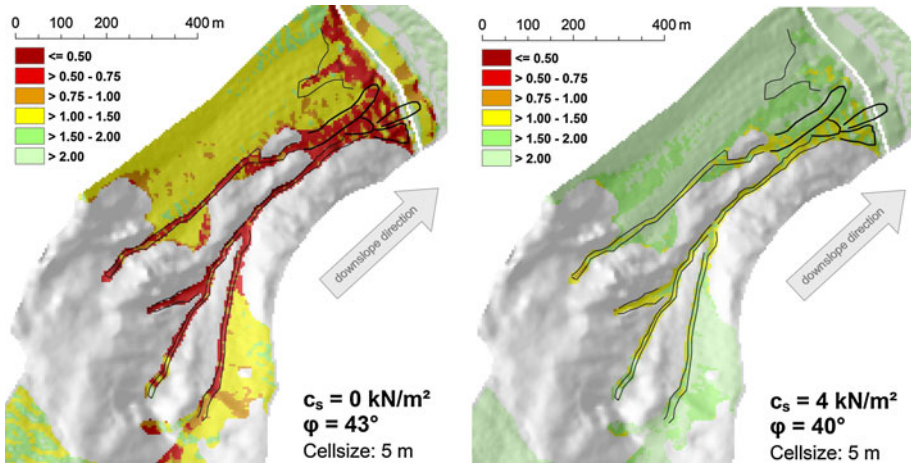 0 200 400 m
<= 0.50
> 0.50 - 0.75
> 0.75 - 1.00
> 1.00 - 1.50
> 1.50 - 2.00
> 2.00
downslope direction
cs = 0 kN/m²
φ = 43°
Cellsize: 5 m
0 200 400 m
<= 0.50
> 0.50 - 0.75
> 0.75 - 1.00
> 1.00 - 1.50
> 1.50 - 2.00
> 2.00
downslope direction
cs = 4 kN/m²
φ = 40°
Cellsize: 5 m